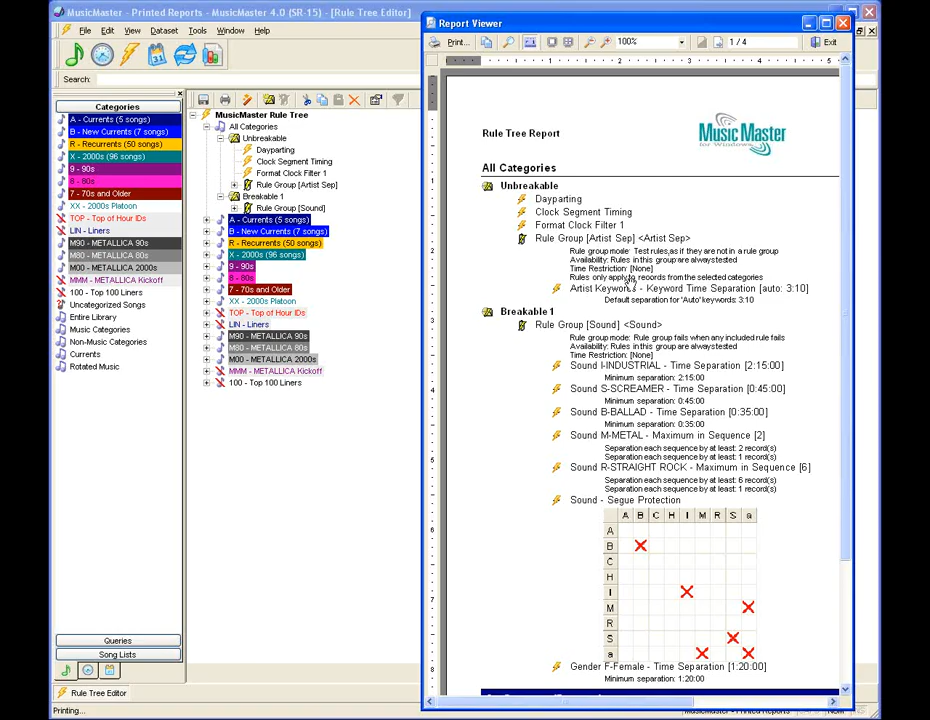 MusicMaster - Printed Reports - MusicMaster 4.0 (SR-15) - [Rule Tree Editor]
File Edit View Dataset Tools Window Help
Search:
Categories
A - Currents (5 songs)
B - New Currents (7 songs)
R - Recurrents (50 songs)
X - 2000s (96 songs)
9 - 90s
8 - 80s
7 - 70s and Older
XX - 2000s Platoon
TOP - Top of Hour IDs
LIN - Liners
M90 - METALLICA 90s
M80 - METALLICA 80s
M00 - METALLICA 2000s
MMM - METALLICA Kickoff
100 - Top 100 Liners
Uncategorized Songs
Entire Library
Music Categories
Non-Music Categories
Currents
Rotated Music
Queries
Song Lists
Rule Tree Editor
Printing...
MusicMaster Rule Tree
All Categories
Unbreakable
Dayparting
Clock Segment Timing
Format Clock Filter 1
Rule Group [Artist Sep]
Breakable 1
Rule Group [Sound]
A - Currents (5 songs)
B - New Currents (7 songs)
R - Recurrents (50 songs)
X - 2000s (96 songs)
9 - 90s
8 - 80s
7 - 70s and Older
XX - 2000s Platoon
TOP - Top of Hour IDs
LIN - Liners
M90 - METALLICA 90s
M80 - METALLICA 80s
M00 - METALLICA 2000s
MMM - METALLICA Kickoff
100 - Top 100 Liners
Report Viewer
Print... 100% 1 / 4 Exit
1 2 3 4 5
Rule Tree Report
Music Master
for Windows
All Categories
Unbreakable
Dayparting
Clock Segment Timing
Format Clock Filter 1
Rule Group [Artist Sep] <Artist Sep>
Rule group mode: Test rules,as if they are not in a rule group
Availability: Rules in this group are alwaystested
Time Restriction: [None]
Rules only apply to records from the selected categories
Artist Keywords - Keyword Time Separation [auto: 3:10]
Default separation for 'Auto' keywords: 3:10
Breakable 1
Rule Group [Sound] <Sound>
Rule group mode: Rule group fails when any included rule fails
Availability: Rules in this group are alwaystested
Time Restriction: [None]
Sound I-INDUSTRIAL - Time Separation [2:15:00]
Minimum separation: 2:15:00
Sound S-SCREAMER - Time Separation [0:45:00]
Minimum separation: 0:45:00
Sound B-BALLAD - Time Separation [0:35:00]
Minimum separation: 0:35:00
Sound M-METAL - Maximum in Sequence [2]
Separation each sequence by at least: 2 record(s)
Separation each sequence by at least: 1 record(s)
Sound R-STRAIGHT ROCK - Maximum in Sequence [6]
Separation each sequence by at least: 6 record(s)
Separation each sequence by at least: 1 record(s)
Sound - Segue Protection
A B C H I M R S a
A
B
C
H
I
M
R
S
a
Gender F-Female - Time Separation [1:20:00]
Minimum separation: 1:20:00